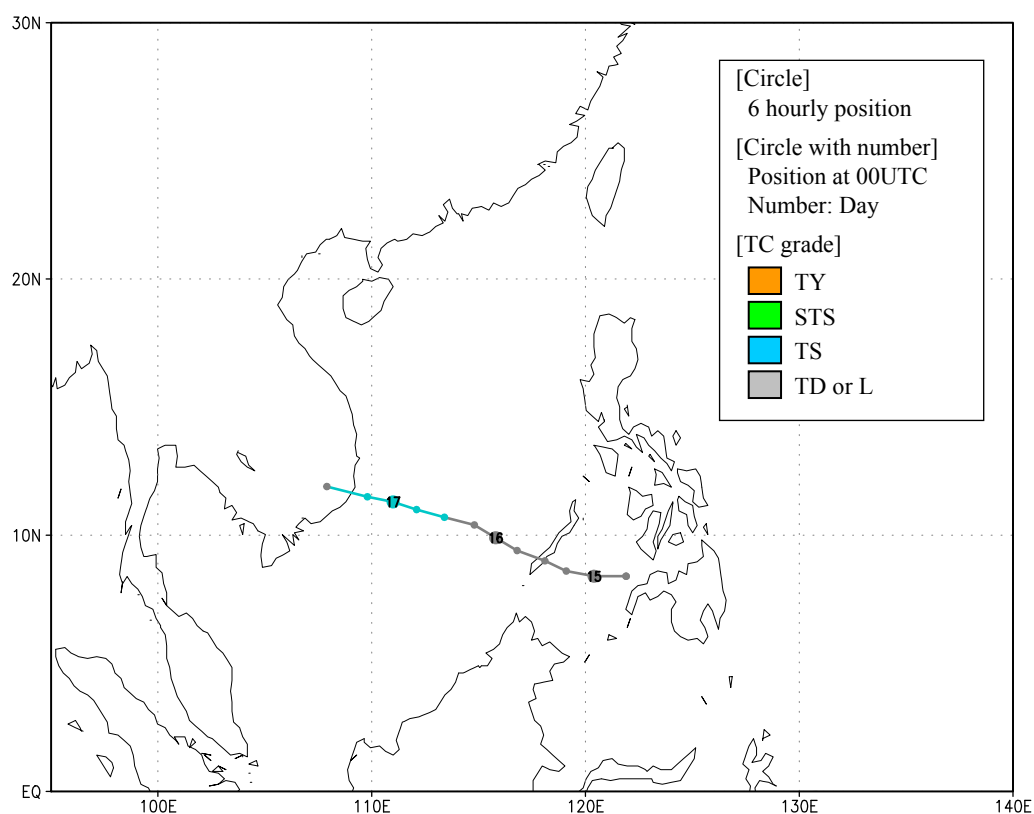 30N
20N
10N
EQ
100E
110E
120E
130E
140E
[Circle]
6 hourly position
[Circle with number]
Position at 00UTC
Number: Day
[TC grade]
TY
STS
TS
TD or L
17
16
15